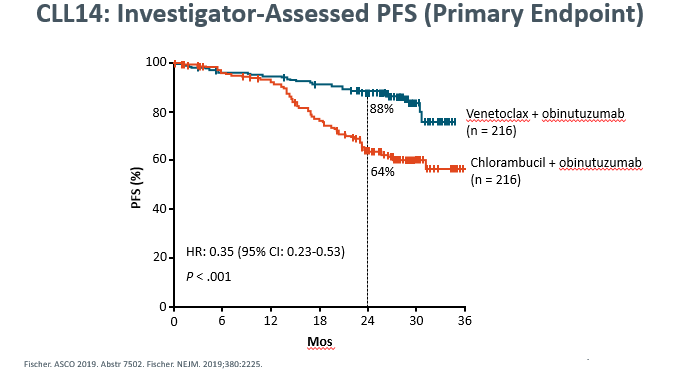 CLL14: Investigator-Assessed PFS (Primary Endpoint)
100
80
60
40
20
0
PFS (%)
88%
64%
Venetoclax + obinutuzumab
(n = 216)
Chlorambucil + obinutuzumab
(n = 216)
HR: 0.35 (95% CI: 0.23-0.53)
P < .001
0 6 12 18 24 30 36
Mos
Fischer. ASCO 2019. Abstr 7502. Fischer. NEJM. 2019;380:2225.